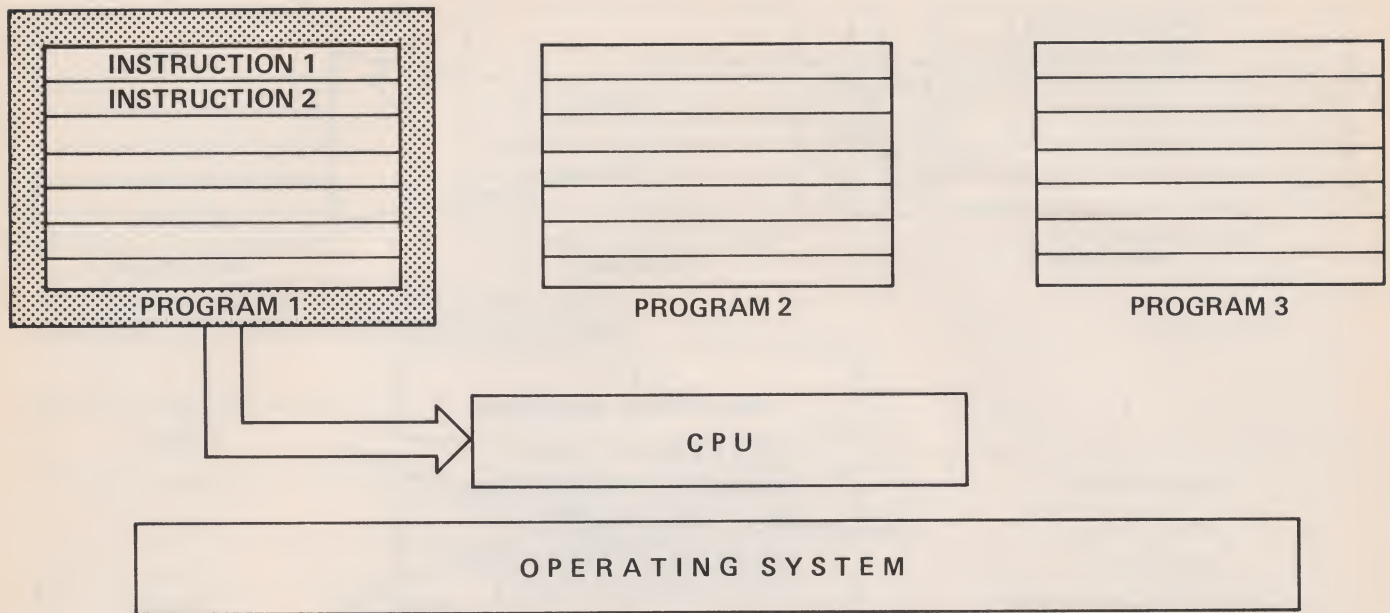 INSTRUCTION 1
INSTRUCTION 2
PROGRAM 1
PROGRAM 2
PROGRAM 3
CPU
OPERATING SYSTEM